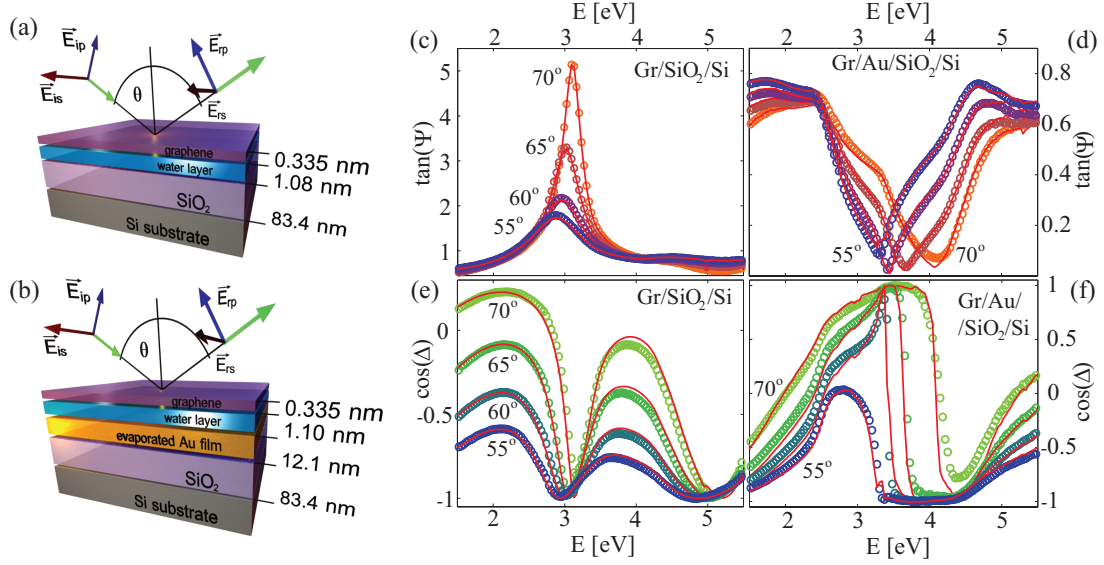 (a)
E_ip
E_rp
E_is
θ
E_rs
graphene
0.335 nm
water layer
1.08 nm
SiO2
83.4 nm
Si substrate
(b)
E_ip
E_rp
E_is
θ
E_rs
graphene
0.335 nm
water layer
1.10 nm
evaporated Au film
12.1 nm
SiO2
83.4 nm
Si substrate
E [eV]
2 3 4 5
(c)
Gr/SiO2/Si
70°
65°
60°
55°
5
4
3
2
1
tan(Ψ)
E [eV]
2 3 4 5
(d)
Gr/Au/SiO2/Si
0.8
0.6
0.4
0.2
tan(Ψ)
55°
70°
(e)
Gr/SiO2/Si
70°
65°
60°
55°
0
-0.5
-1
cos(Δ)
2 3 4 5
E [eV]
(f)
Gr/Au/
/SiO2/Si
70°
55°
1
0.5
0
-0.5
-1
cos(Δ)
2 3 4 5
E [eV]